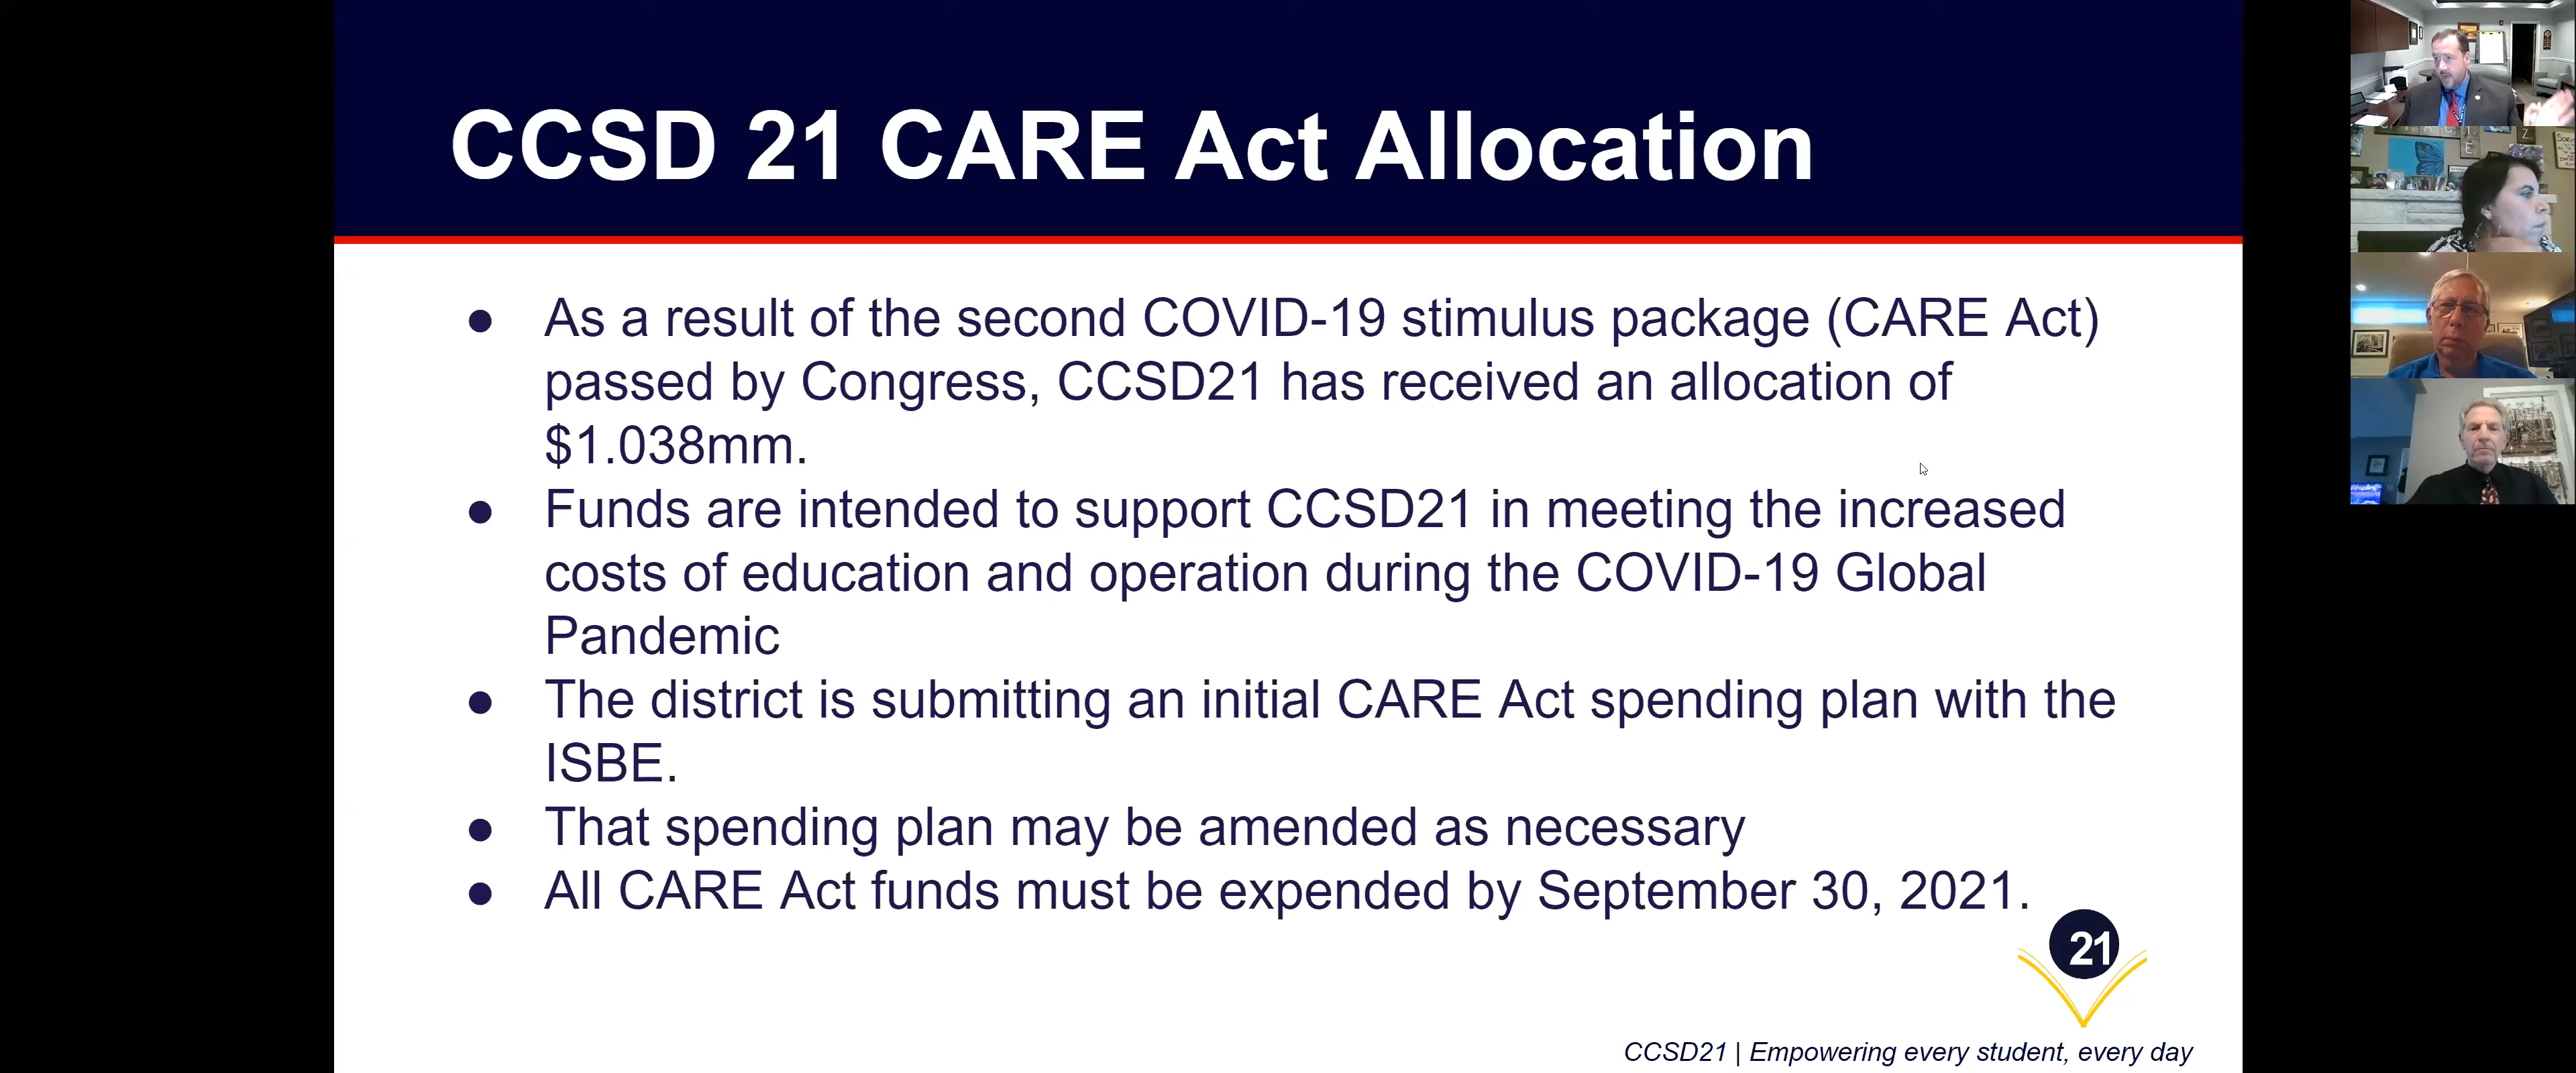 CCSD 21 CARE Act Allocation
● As a result of the second COVID-19 stimulus package (CARE Act)
passed by Congress, CCSD21 has received an allocation of
$1.038mm.
● Funds are intended to support CCSD21 in meeting the increased
costs of education and operation during the COVID-19 Global
Pandemic
● The district is submitting an initial CARE Act spending plan with the
ISBE.
● That spending plan may be amended as necessary
● All CARE Act funds must be expended by September 30, 2021.
21
CCSD21 | Empowering every student, every day